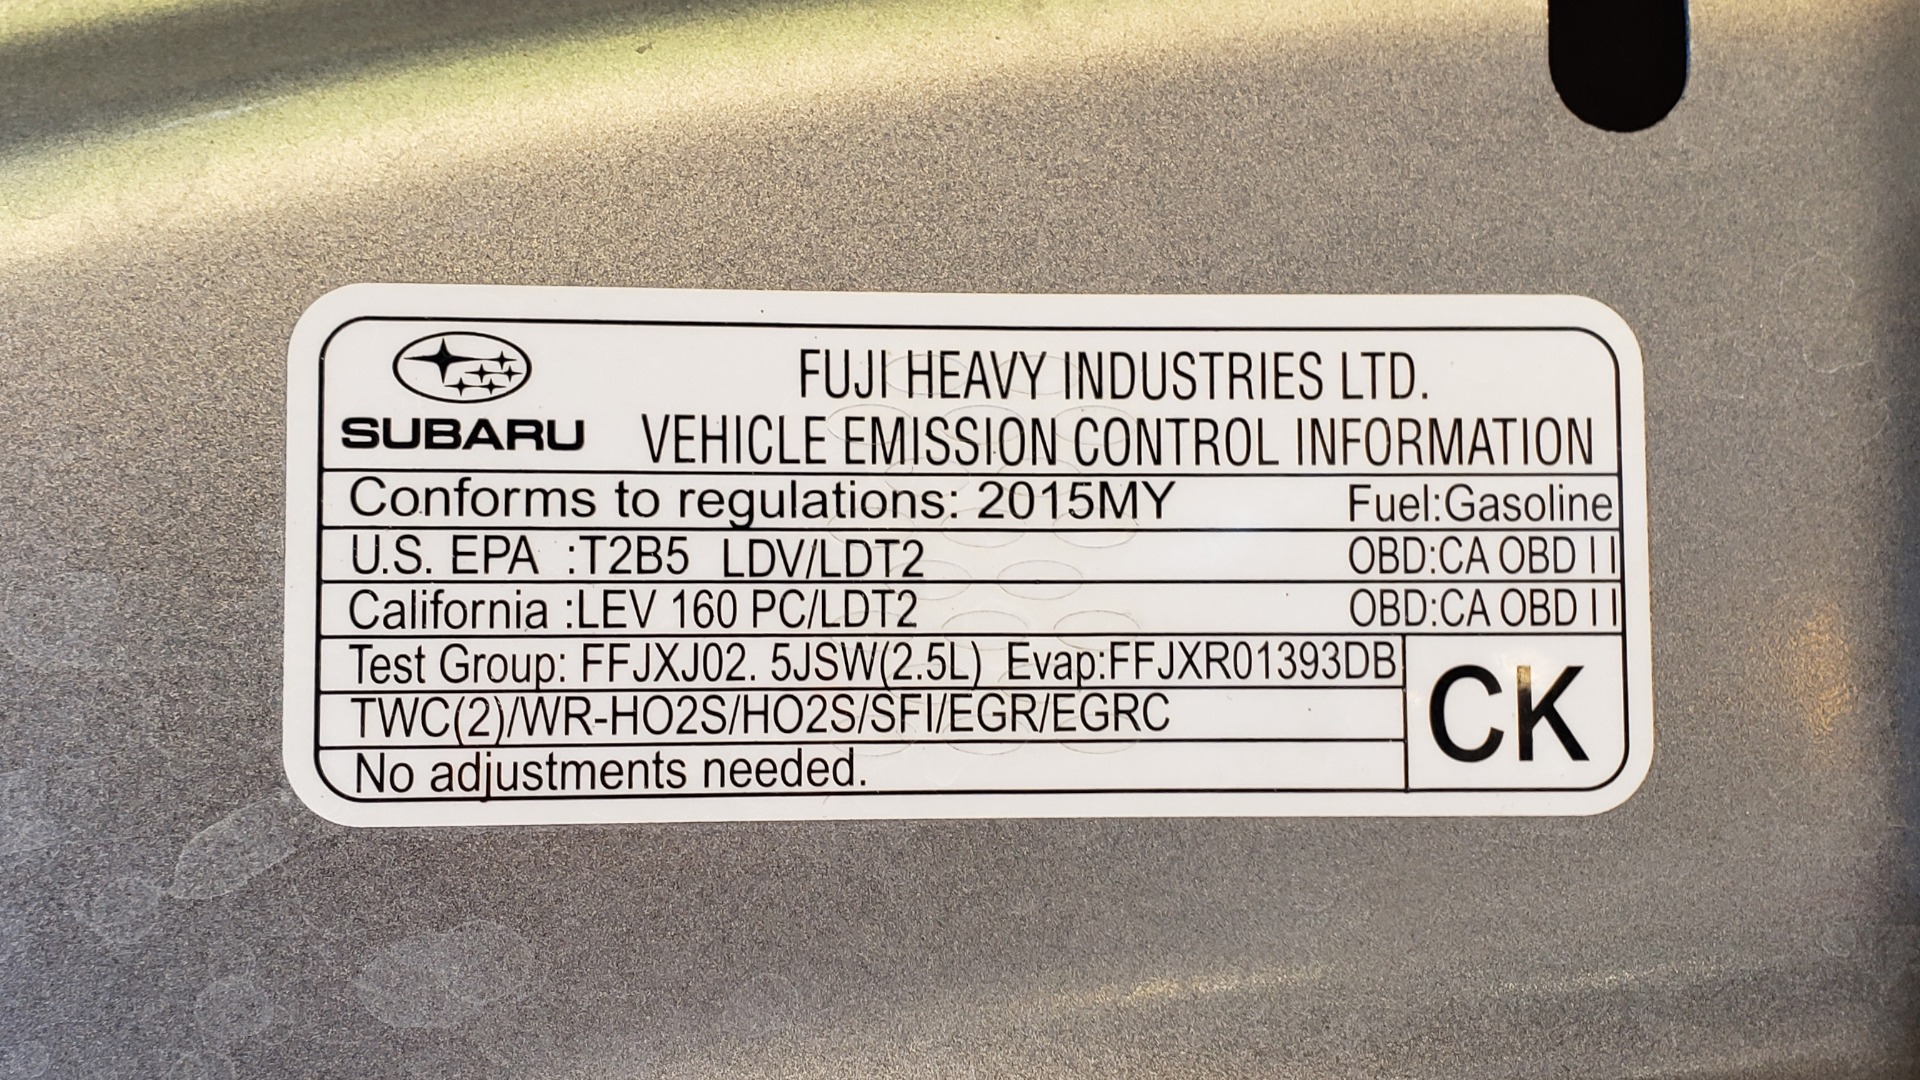 FUJI HEAVY INDUSTRIES LTD.
SUBARU VEHICLE EMISSION CONTROL INFORMATION
Conforms to regulations: 2015MY Fuel:Gasoline
U.S. EPA :T2B5 LDV/LDT2 OBD:CA OBD II
California :LEV 160 PC/LDT2 OBD:CA OBD II
Test Group: FFJXJ02. 5JSW(2.5L) Evap:FFJXR01393DB
TWC(2)/WR-HO2S/HO2S/SFI/EGR/EGRC
CK
No adjustments needed.